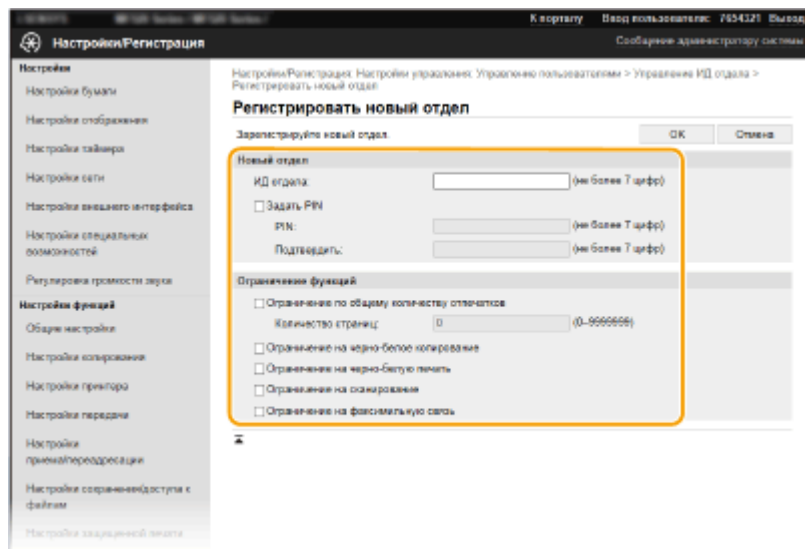 К порталу Ввод пользователя: 7654321 Выход
Настройки/Регистрация
Сообщение администратору системы
Настройки
Настройки бумаги
Настройки отображения
Настройки таймера
Настройки сети
Настройки внешнего интерфейса
Настройки специальных
возможностей
Регулировка громкости звука
Настройки функций
Общие настройки
Настройки копирования
Настройки принтера
Настройки передачи
Настройки
приема/переадресации
Настройки сохранения/доступа к
файлам
Настройки защищенной печати
Настройки/Регистрация: Настройки управления: Управление пользователями > Управление ИД отдела >
Регистрировать новый отдел
Регистрировать новый отдел
Зарегистрируйте новый отдел.
OK Отмена
Новый отдел
ИД отдела: (не более 7 цифр)
Задать PIN
PIN: (не более 7 цифр)
Подтвердить: (не более 7 цифр)
Ограничение функций
Ограничение по общему количеству отпечатков
Количество страниц: 0 (0-9999999)
Ограничение на черно-белое копирование
Ограничение на черно-белую печать
Ограничение на сканирование
Ограничение на факсимильную связь